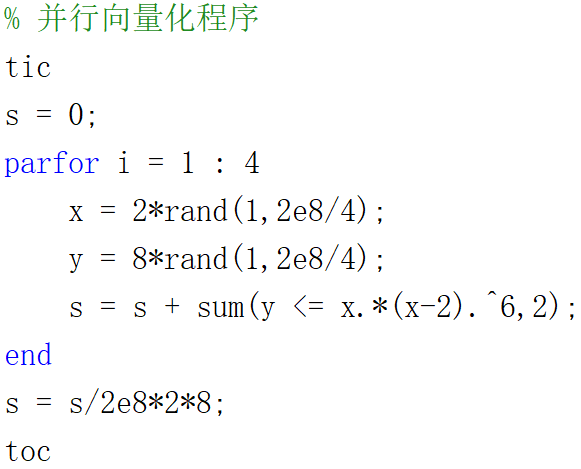 % 并行向量化程序
tic
s = 0;
parfor i = 1 : 4
    x = 2*rand(1,2e8/4);
    y = 8*rand(1,2e8/4);
    s = s + sum(y <= x.*(x-2).^6,2);
end
s = s/2e8*2*8;
toc